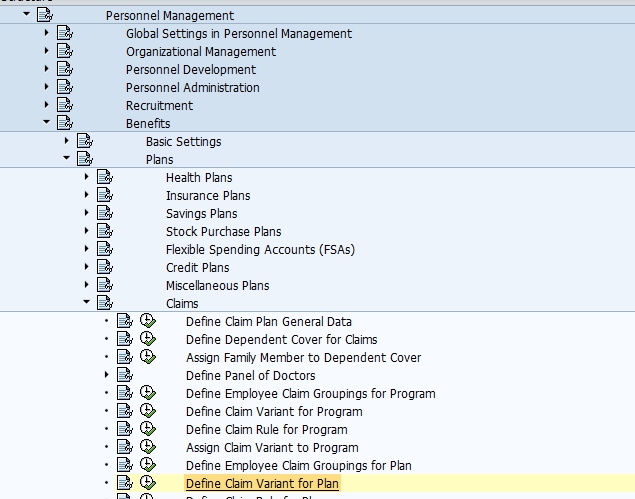 Personnel Management
Global Settings in Personnel Management
Organizational Management
Personnel Development
Personnel Administration
Recruitment
Benefits
Basic Settings
Plans
Health Plans
Insurance Plans
Savings Plans
Stock Purchase Plans
Flexible Spending Accounts (FSAs)
Credit Plans
Miscellaneous Plans
Claims
Define Claim Plan General Data
Define Dependent Cover for Claims
Assign Family Member to Dependent Cover
Define Panel of Doctors
Define Employee Claim Groupings for Program
Define Claim Variant for Program
Define Claim Rule for Program
Assign Claim Variant to Program
Define Employee Claim Groupings for Plan
Define Claim Variant for Plan